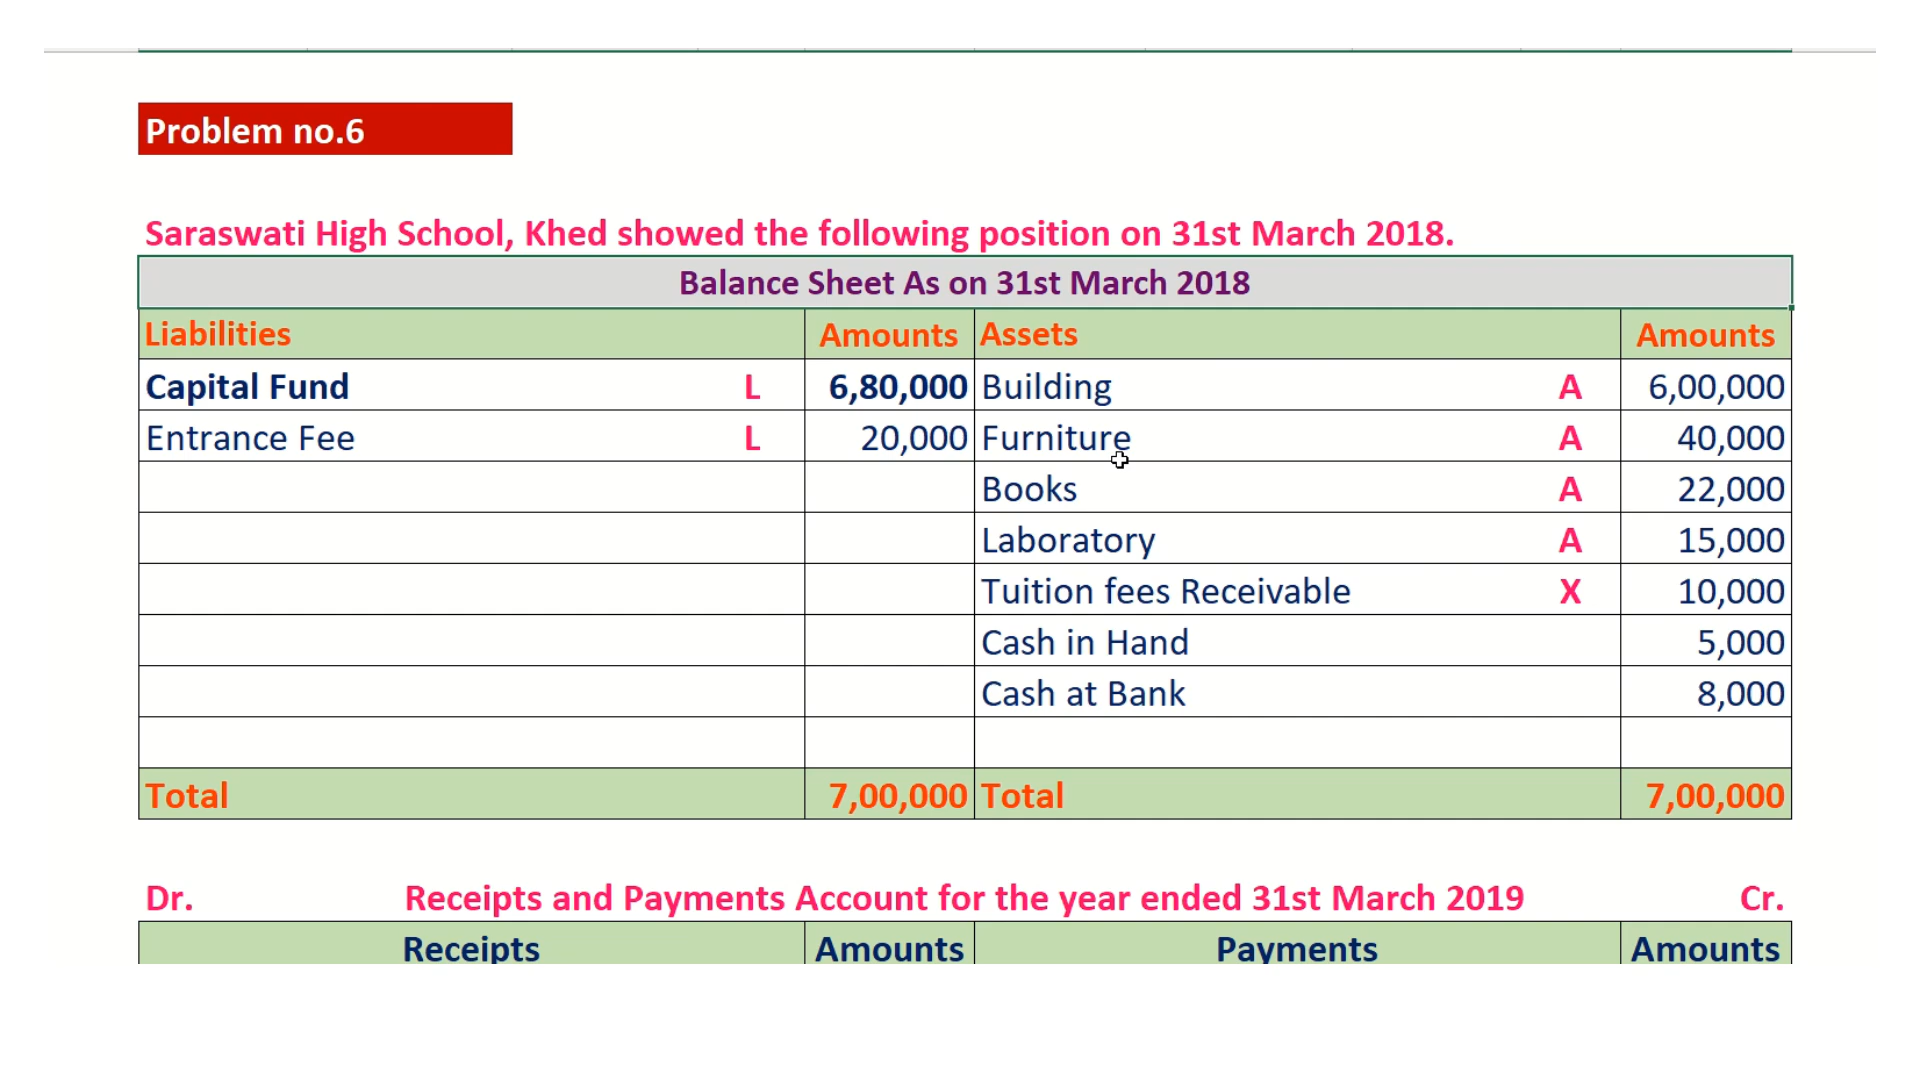 Problem no.6
Saraswati High School, Khed showed the following position on 31st March 2018.
Balance Sheet As on 31st March 2018
Liabilities Amounts Assets Amounts
Capital Fund L 6,80,000 Building A 6,00,000
Entrance Fee L 20,000 Furniture A 40,000
Books A 22,000
Laboratory A 15,000
Tuition fees Receivable X 10,000
Cash in Hand 5,000
Cash at Bank 8,000
Total 7,00,000 Total 7,00,000
Dr. Receipts and Payments Account for the year ended 31st March 2019 Cr.
Receipts Amounts Payments Amounts